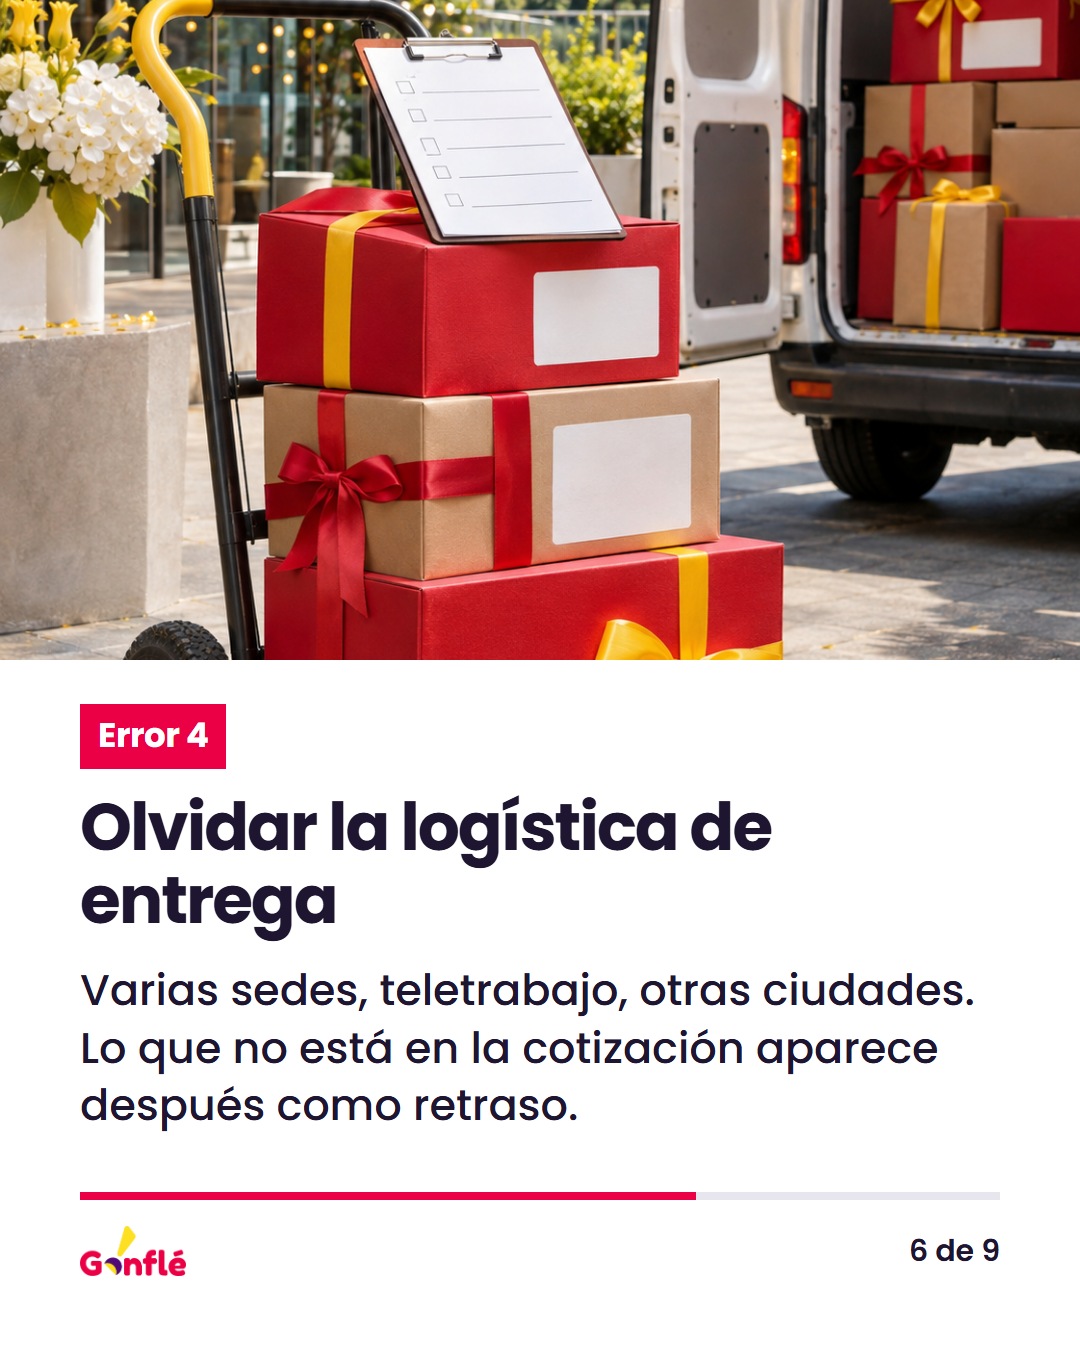 Error 4
Olvidar la logística de
entrega
Varias sedes, teletrabajo, otras ciudades.
Lo que no está en la cotización aparece
después como retraso.
Gonflé
6 de 9